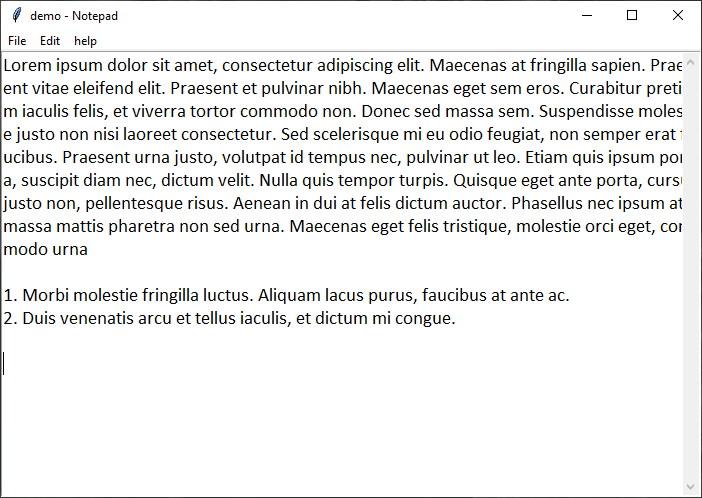 demo - Notepad
File Edit help
Lorem ipsum dolor sit amet, consectetur adipiscing elit. Maecenas at fringilla sapien. Prae
ent vitae eleifend elit. Praesent et pulvinar nibh. Maecenas eget sem eros. Curabitur preti
m iaculis felis, et viverra tortor commodo non. Donec sed massa sem. Suspendisse moles
e justo non nisi laoreet consectetur. Sed scelerisque mi eu odio feugiat, non semper erat
ucibus. Praesent urna justo, volutpat id tempus nec, pulvinar ut leo. Etiam quis ipsum por
a, suscipit diam nec, dictum velit. Nulla quis tempor turpis. Quisque eget ante porta, cursu
justo non, pellentesque risus. Aenean in dui at felis dictum auctor. Phasellus nec ipsum at
massa mattis pharetra non sed urna. Maecenas eget felis tristique, molestie orci eget, cor
modo urna
1. Morbi molestie fringilla luctus. Aliquam lacus purus, faucibus at ante ac.
2. Duis venenatis arcu et tellus iaculis, et dictum mi congue.